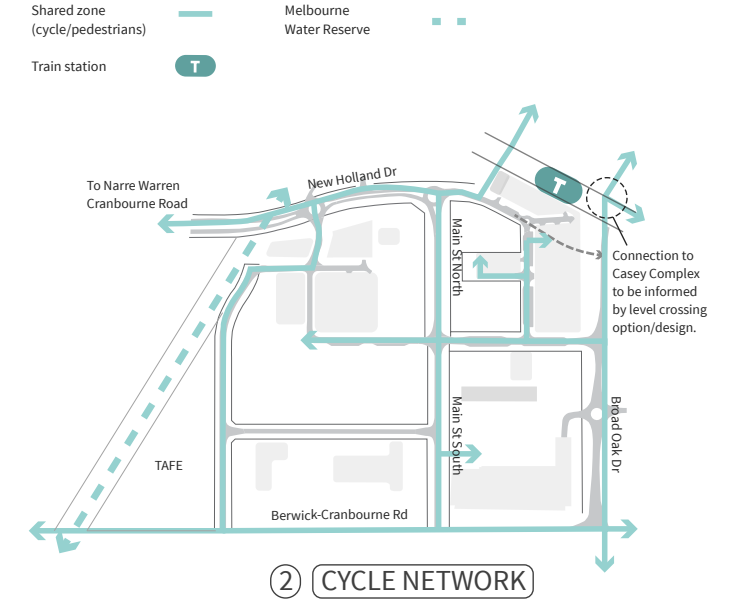 Shared zone
(cycle/pedestrians)
Melbourne
Water Reserve
Train station
T
New Holland Dr
T
To Narre Warren
Cranbourne Road
Main St North
Connection to
Casey Complex
to be informed
by level crossing
option/design.
Main St South
Broad Oak Dr
TAFE
Berwick-Cranbourne Rd
2 CYCLE NETWORK